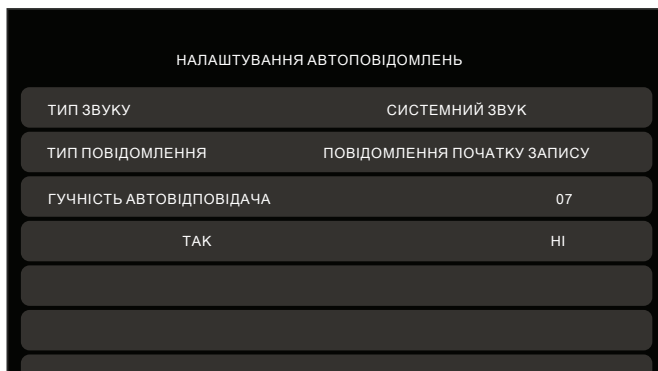 НАЛАШТУВАННЯ АВТОПОВІДОМЛЕНЬ
ТИП ЗВУКУ СИСТЕМНИЙ ЗВУК
ТИП ПОВІДОМЛЕННЯ ПОВІДОМЛЕННЯ ПОЧАТКУ ЗАПИСУ
ГУЧНІСТЬ АВТОВІДПОВІДАЧА 07
ТАК НІ